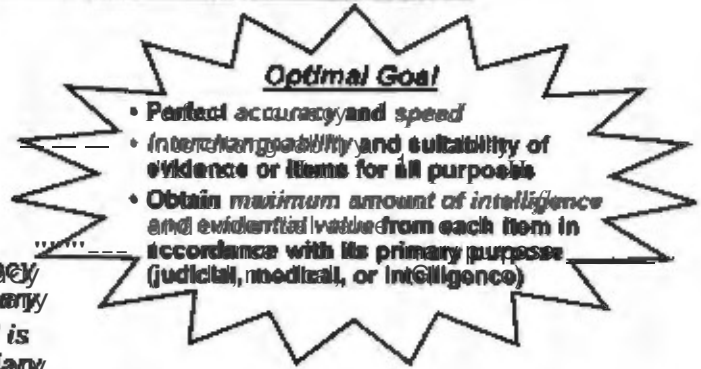 Optimal Goal
• Perfect accuracy and speed
• Interchangeability and suitability of
evidence or items for all purposes
• Obtain maximum amount of intelligence
and evidential value from each item in
accordance with its primary purpose
(judicial, medical, or intelligence)
is